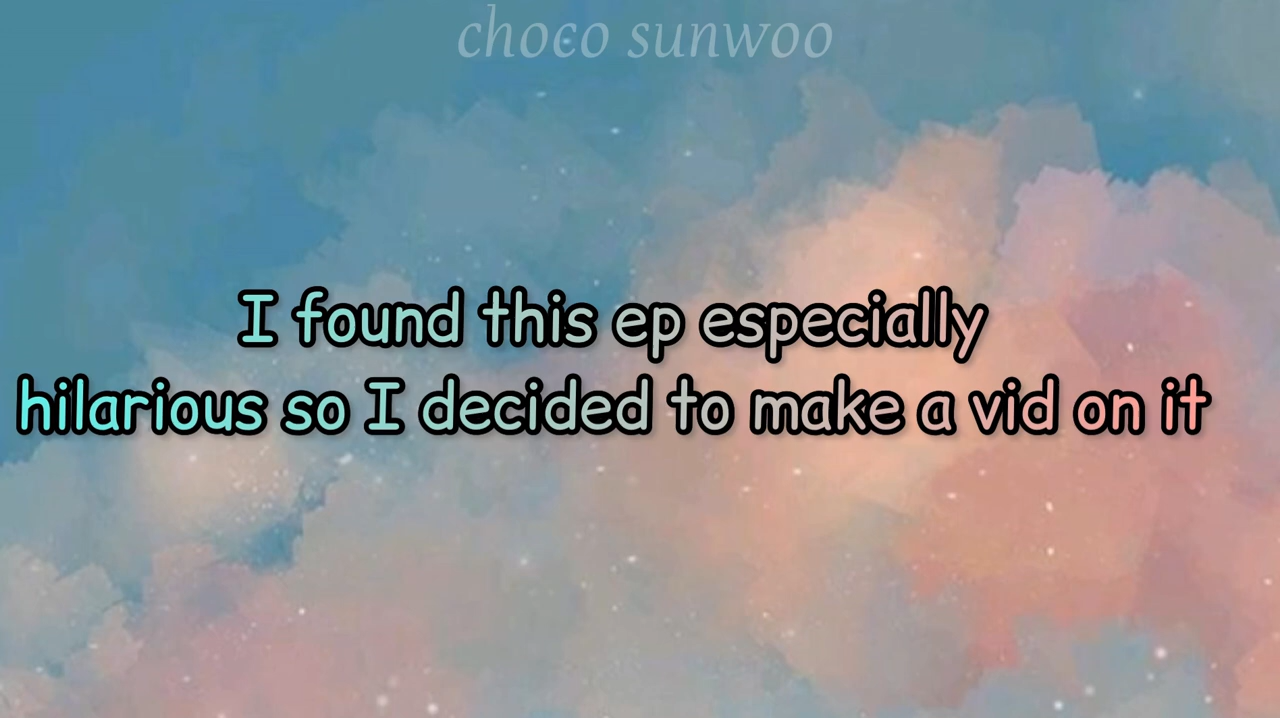 choco sunwoo
I found this ep especially
hilarious so I decided to make a vid on it